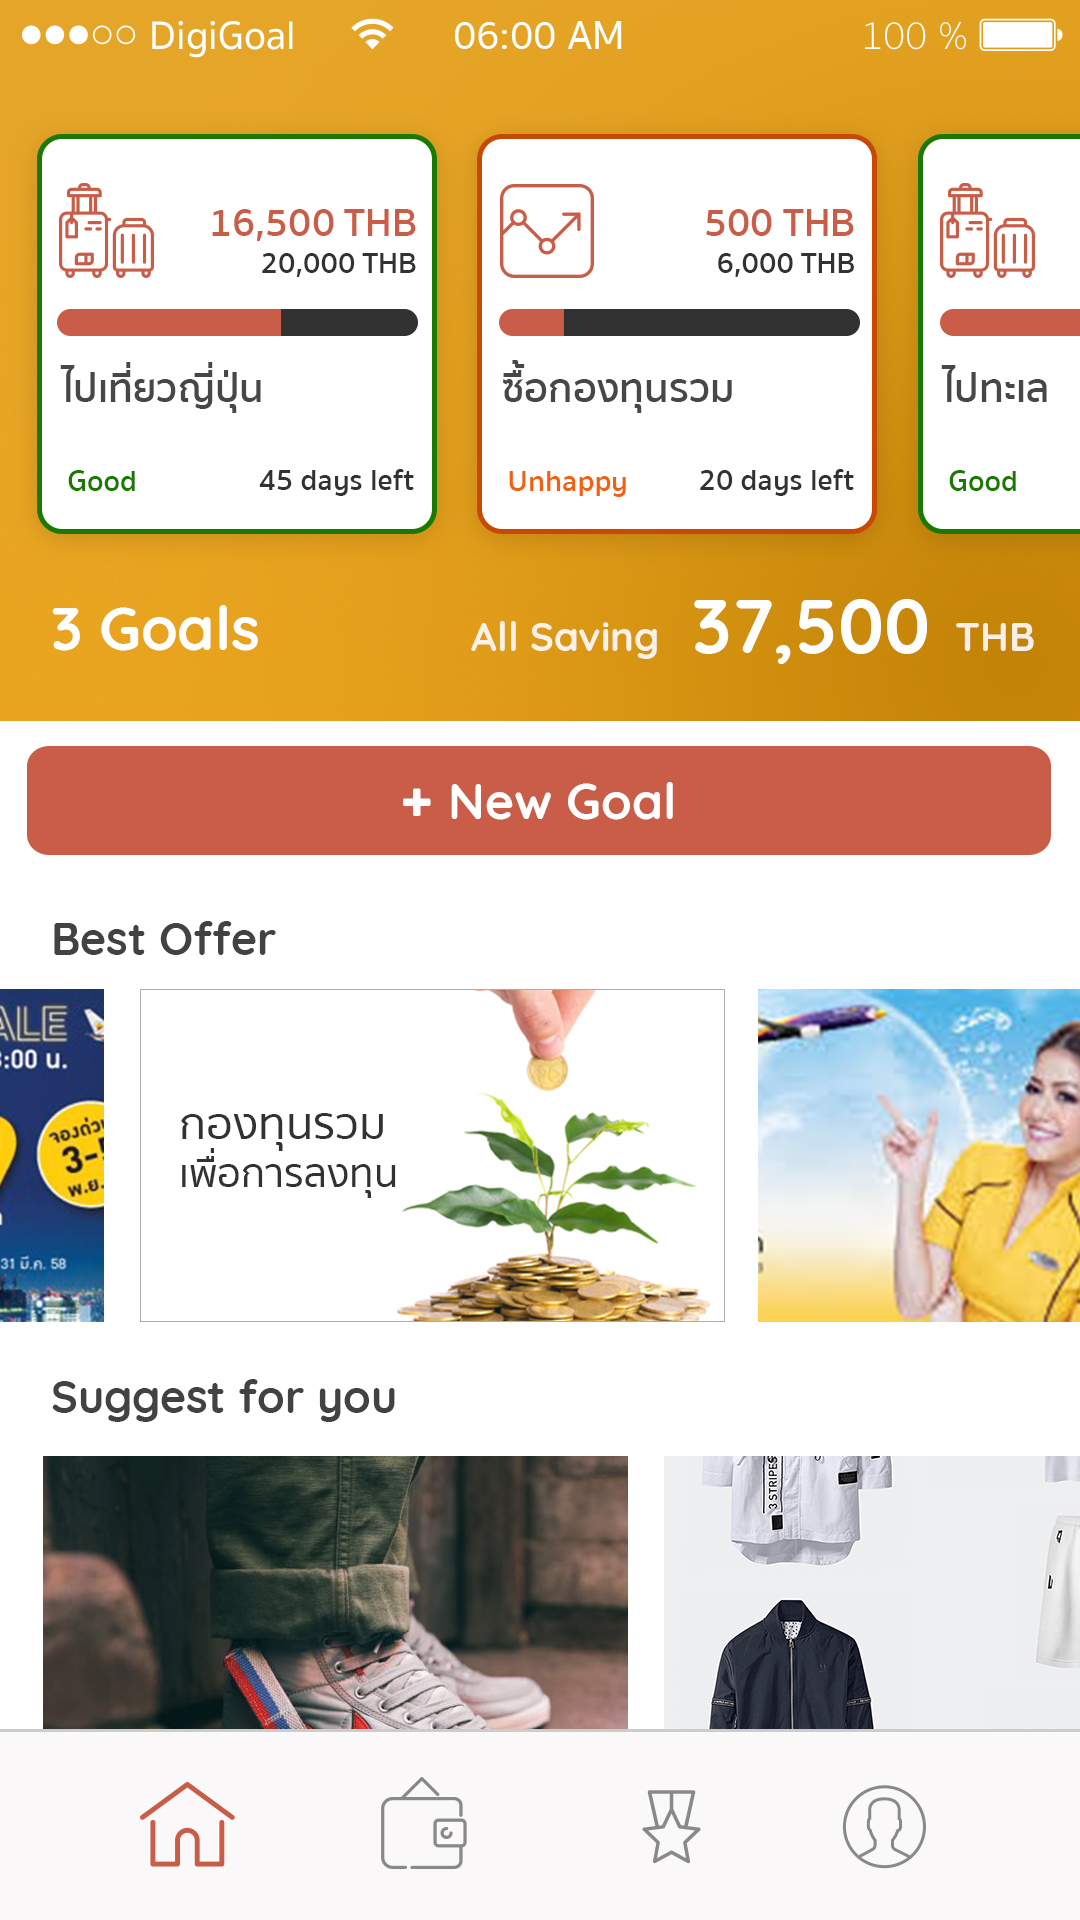 DigiGoal 06:00 AM 100 %
16,500 THB
20,000 THB
ไปเที่ยวญี่ปุ่น
Good 45 days left
500 THB
6,000 THB
ซื้อกองทุนรวม
Unhappy 20 days left
ไปทะเล
Good
3 Goals All Saving 37,500 THB
+ New Goal
Best Offer
ALE
:00 น.
จองด่วน
3-
พ.ย.
31 มี.ค. 58
กองทุนรวม
เพื่อการลงทุน
Suggest for you
3 STRIPES